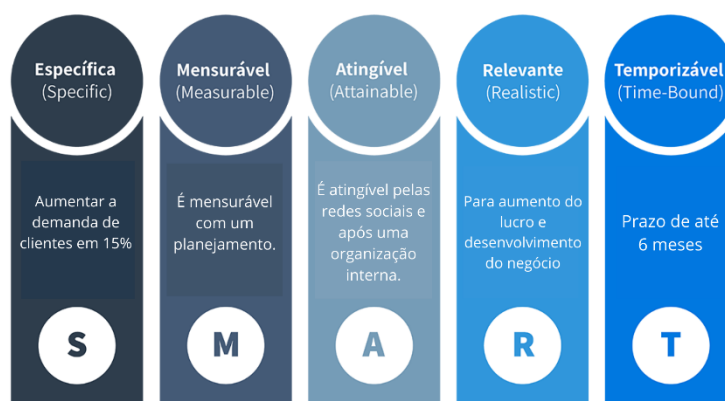 Específica
(Specific)
Mensurável
(Measurable)
Atingível
(Attainable)
Relevante
(Realistic)
Temporizável
(Time-Bound)
Aumentar a
demanda de
clientes em 15%
É mensurável
com um
planejamento.
É atingível pelas
redes sociais e
após uma
organização
interna.
Para aumento do
lucro e
desenvolvimento
do negócio
Prazo de até
6 meses
S
M
A
R
T